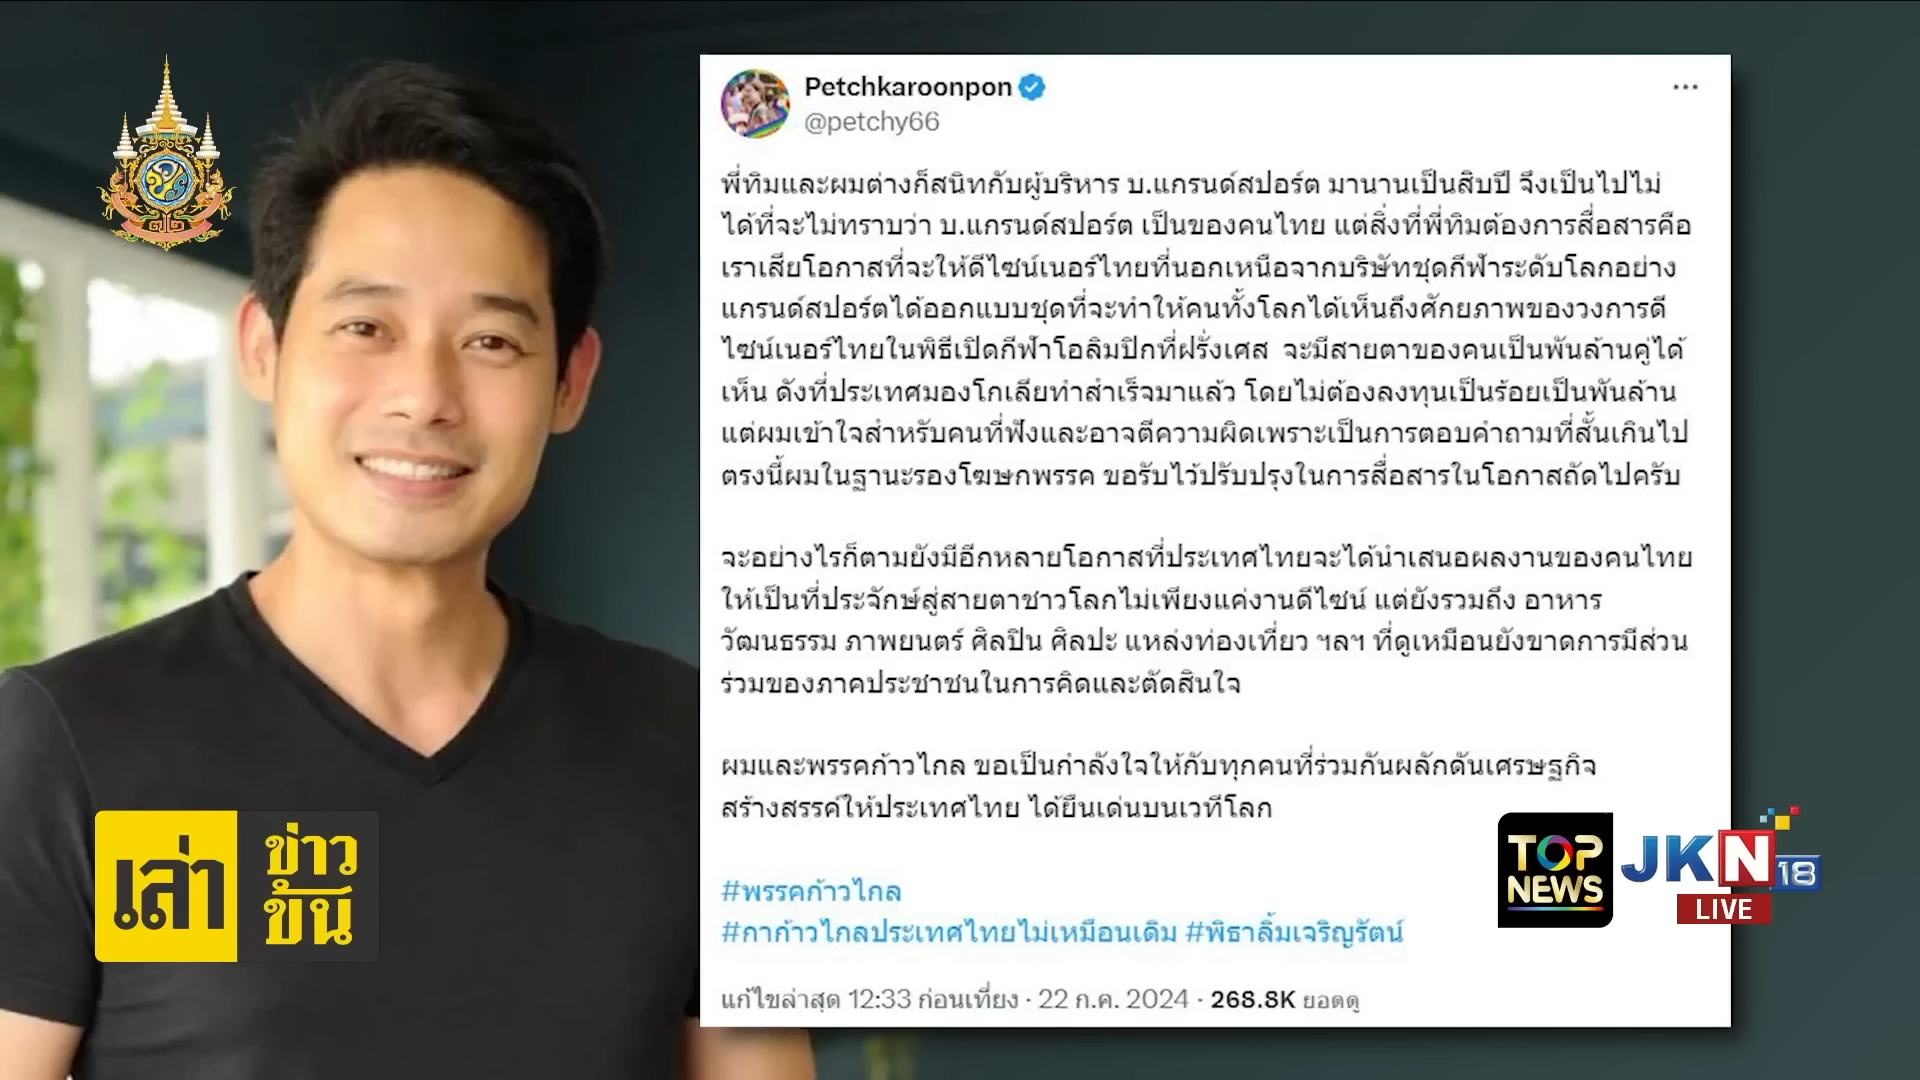 Petchkaroonpon
@petchy66
พี่ทิมและผมต่างก็สนิทกับผู้บริหาร บ.แกรนด์สปอร์ต มานานเป็นสิบปี จึงเป็นไปไม่
ได้ที่จะไม่ทราบว่า บ.แกรนด์สปอร์ต เป็นของคนไทย แต่สิ่งที่พี่ทิมต้องการสื่อสารคือ
เราเสียโอกาสที่จะให้ดีไซน์เนอร์ไทยที่นอกเหนือจากบริษัทชุดกีฬาระดับโลกอย่าง
แกรนด์สปอร์ตได้ออกแบบชุดที่จะทำให้คนทั้งโลกได้เห็นถึงศักยภาพของวงการดี
ไซน์เนอร์ไทยในพิธีเปิดกีฬาโอลิมปิกที่ฝรั่งเศส จะมีสายตาของคนเป็นพันล้านคู่ได้
เห็น ดังที่ประเทศมองโกเลียทำสำเร็จมาแล้ว โดยไม่ต้องลงทุนเป็นร้อยเป็นพันล้าน
แต่ผมเข้าใจสำหรับคนที่ฟังและอาจตีความผิดเพราะเป็นการตอบคำถามที่สั้นเกินไป
ตรงนี้ผมในฐานะรองโฆษกพรรค ขอรับไว้ปรับปรุงในการสื่อสารในโอกาสถัดไปครับ
จะอย่างไรก็ตามยังมีอีกหลายโอกาสที่ประเทศไทยจะได้นำเสนอผลงานของคนไทย
ให้เป็นที่ประจักษ์สู่สายตาชาวโลกไม่เพียงแค่งานดีไซน์ แต่ยังรวมถึง อาหาร
วัฒนธรรม ภาพยนตร์ ศิลปิน ศิลปะ แหล่งท่องเที่ยว ฯลฯ ที่ดูเหมือนยังขาดการมีส่วน
ร่วมของภาคประชาชนในการคิดและตัดสินใจ
ผมและพรรคก้าวไกล ขอเป็นกำลังใจให้กับทุกคนที่ร่วมกันผลักดันเศรษฐกิจ
สร้างสรรค์ให้ประเทศไทย ได้ยืนเด่นบนเวทีโลก
#พรรคก้าวไกล
#กาก้าวไกลประเทศไทยไม่เหมือนเดิม #พิธาลิ้มเจริญรัตน์
แก้ไขล่าสุด 12:33 ก่อนเที่ยง · 22 ก.ค. 2024 · 268.8K ยอดดู
เล่า
ข่าว
ข้น
TOP
NEWS
JKN18
LIVE
๗๒